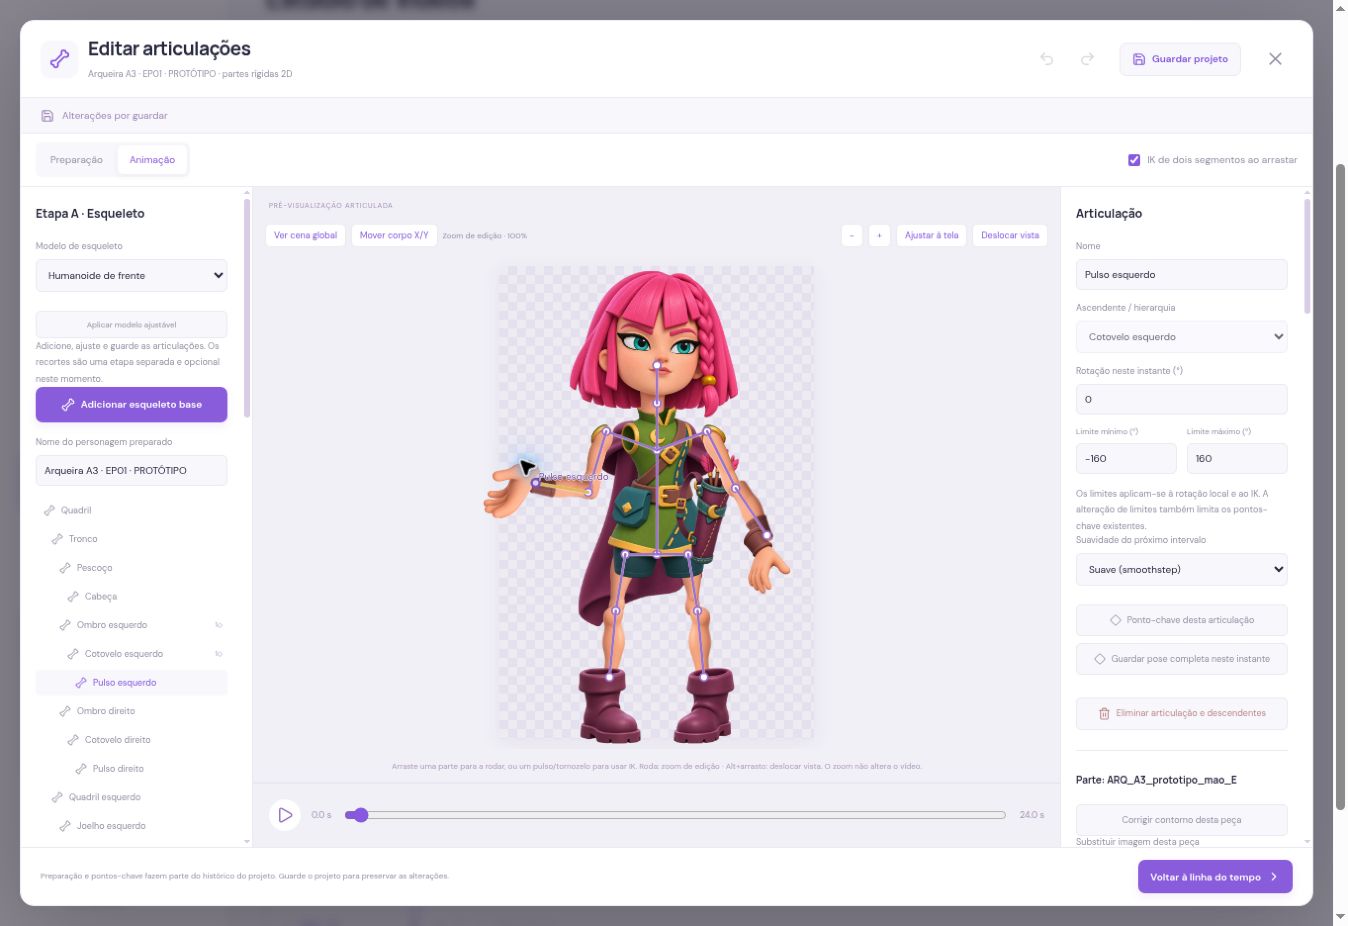 Editar articulações
Arqueira A3 · EP01 · PROTÓTIPO · partes rígidas 2D
Guardar projeto
Alterações por guardar
Preparação
Animação
IK de dois segmentos ao arrastar
Etapa A · Esqueleto
Modelo de esqueleto
Humanoide de frente
Aplicar modelo ajustável
Adicione, ajuste e guarde as articulações. Os
recortes são uma etapa separada e opcional
neste momento.
Adicionar esqueleto base
Nome do personagem preparado
Arqueira A3 · EP01 · PROTÓTIPO
Quadril
Tronco
Pescoço
Cabeça
Ombro esquerdo
Cotovelo esquerdo
Pulso esquerdo
Ombro direito
Cotovelo direito
Pulso direito
Quadril esquerdo
Joelho esquerdo
PRÉ-VISUALIZAÇÃO ARTICULADA
Ver cena global
Mover corpo X/Y
Zoom de edição · 100%
-
+
Ajustar à tela
Deslocar vista
Pulso esquerdo
Arraste uma parte para a rodar, ou um pulso/tornozelo para usar IK. Roda: zoom de edição · Alt+arrasto: deslocar vista. O zoom não altera o vídeo.
0.0 s
24.0 s
Articulação
Nome
Pulso esquerdo
Ascendente / hierarquia
Cotovelo esquerdo
Rotação neste instante (°)
0
Limite mínimo (°)
Limite máximo (°)
-160
160
Os limites aplicam-se à rotação local e ao IK. A
alteração de limites também limita os pontos-
chave existentes.
Suavidade do próximo intervalo
Suave (smoothstep)
Ponto-chave desta articulação
Guardar pose completa neste instante
Eliminar articulação e descendentes
Parte: ARQ_A3_prototipo_mao_E
Corrigir contorno desta peça
Substituir imagem desta peça
Preparação e pontos-chave fazem parte do histórico do projeto. Guarde o projeto para preservar as alterações.
Voltar à linha do tempo